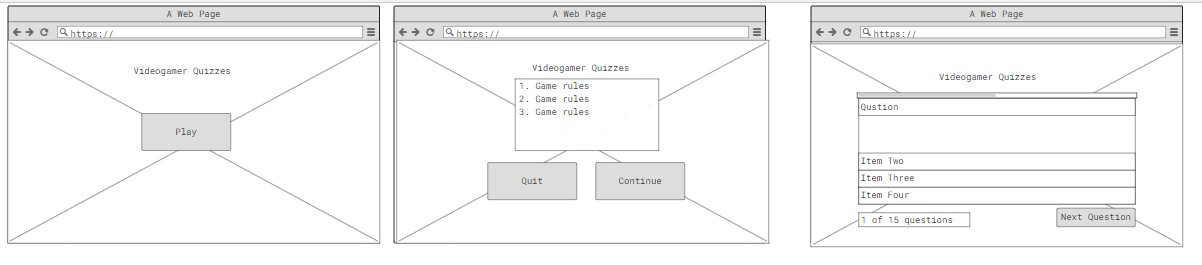 A Web Page
https://
Videogamer Quizzes
Play
A Web Page
https://
Videogamer Quizzes
1. Game rules
2. Game rules
3. Game rules
Quit
Continue
A Web Page
https://
Videogamer Quizzes
Qustion
Item Two
Item Three
Item Four
1 of 15 questions
Next Question